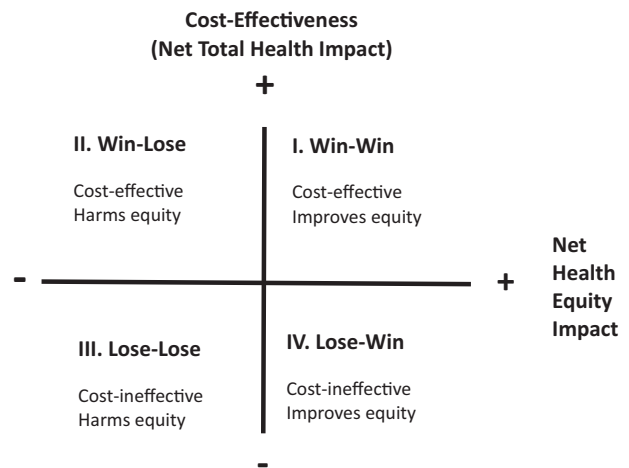 Cost-Effectiveness
(Net Total Health Impact)
+
II. Win-Lose
Cost-effective
Harms equity
I. Win-Win
Cost-effective
Improves equity
-
+
Net
Health
Equity
Impact
III. Lose-Lose
Cost-ineffective
Harms equity
IV. Lose-Win
Cost-ineffective
Improves equity
-